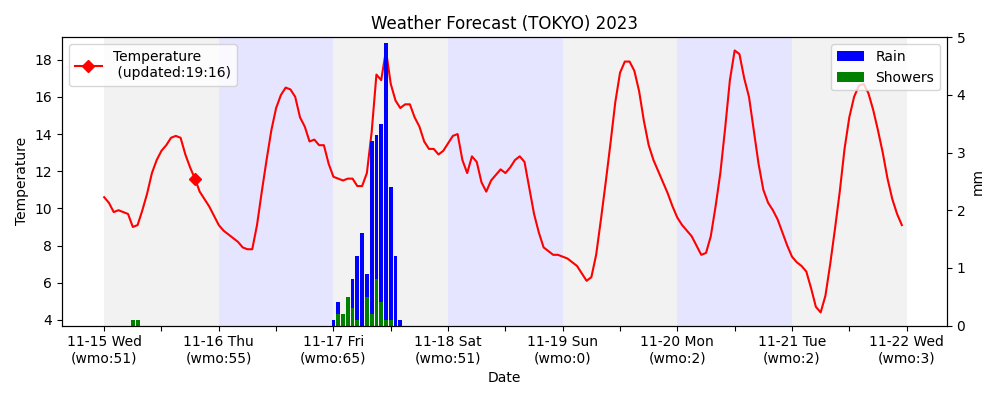 Weather Forecast (TOKYO) 2023
Temperature
(updated:19:16)
Rain
Showers
18
16
14
12
10
8
6
4
Temperature
5
4
3
2
1
0
mm
11-15 Wed
(wmo:51)
11-16 Thu
(wmo:55)
11-17 Fri
(wmo:65)
11-18 Sat
(wmo:51)
11-19 Sun
(wmo:0)
11-20 Mon
(wmo:2)
11-21 Tue
(wmo:2)
11-22 Wed
(wmo:3)
Date